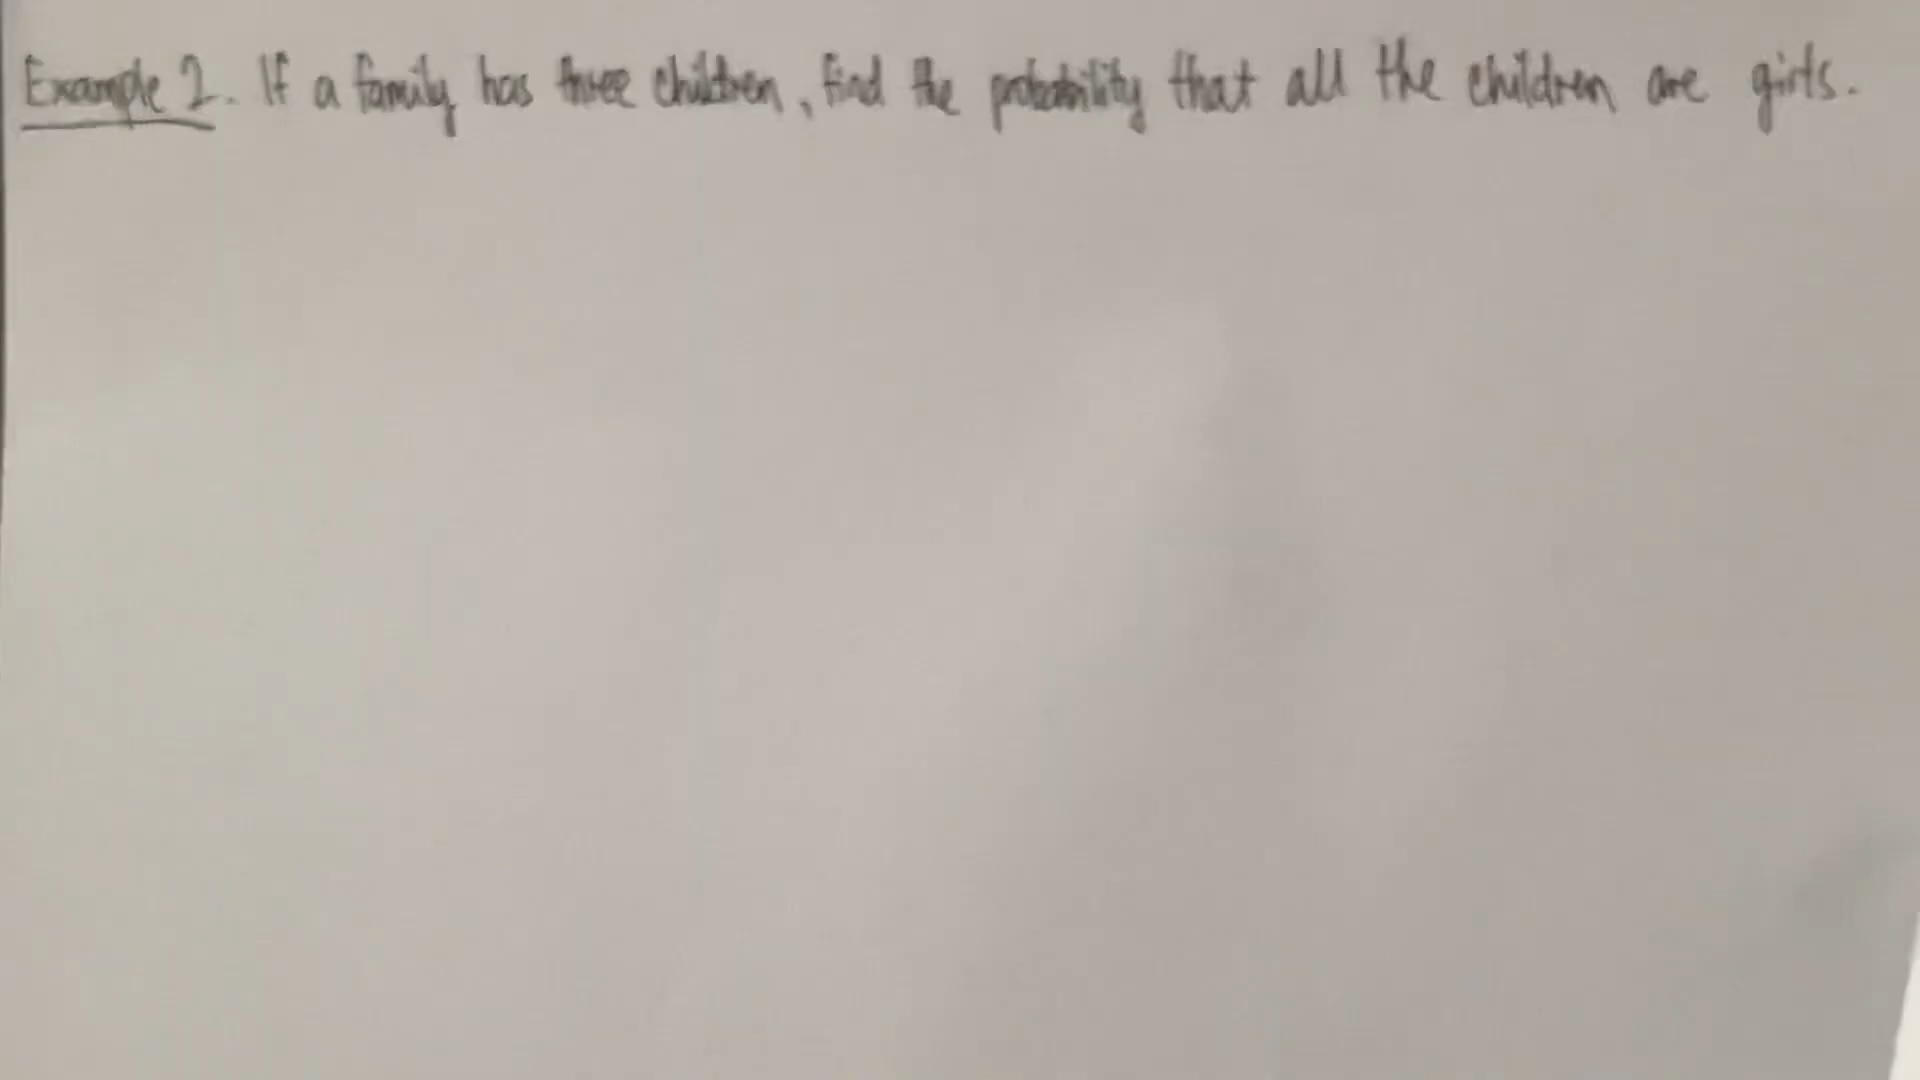 Example 2. If a family has three children, find the probability that all the children are girls.